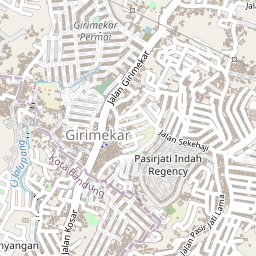 Girimekar
Permai
Jalan Girimekar
Girimekar
Jalan Sekehaji
Cijalupang
Kota Bandung
Pasirjati Indah
Regency
Jati Lama
Jalan Kosar
Jalan Pasir
nyangan